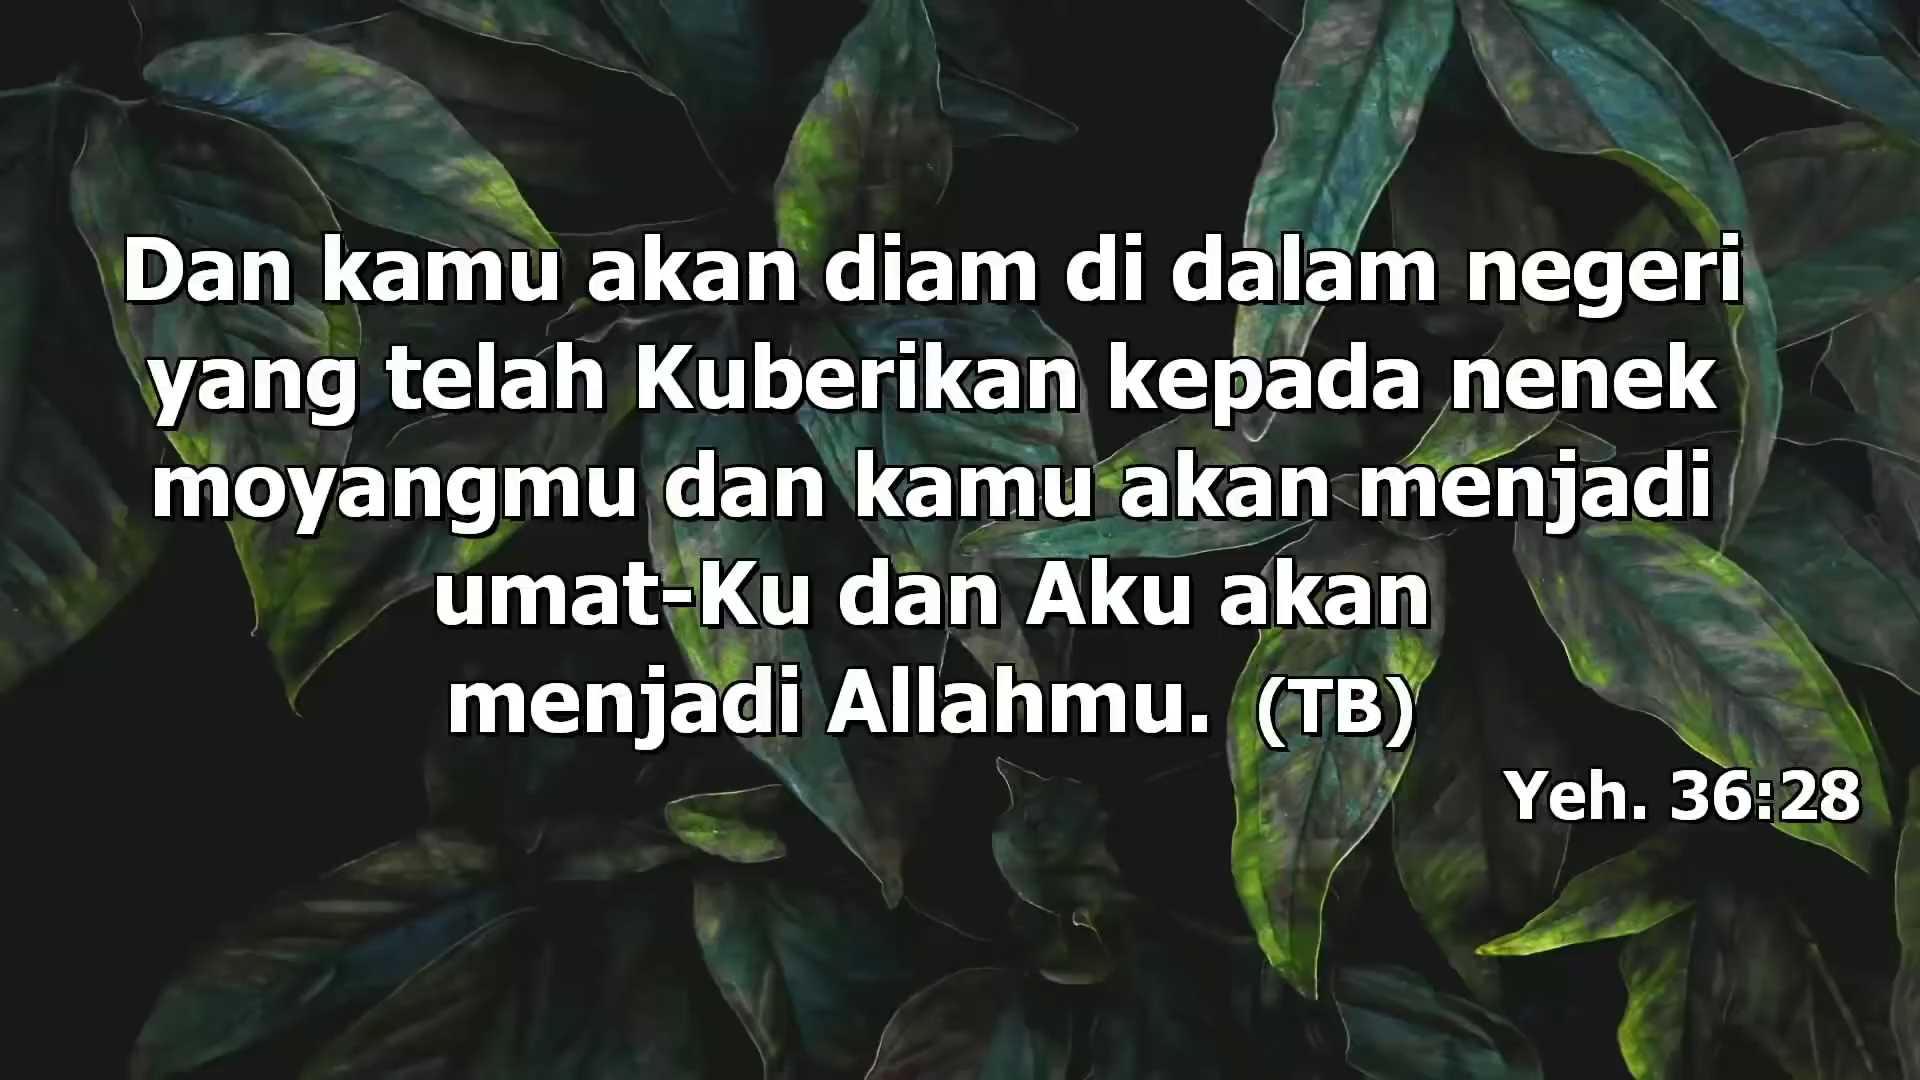 Dan kamu akan diam di dalam negeri
yang telah Kuberikan kepada nenek
moyangmu dan kamu akan menjadi
umat-Ku dan Aku akan
menjadi Allahmu. (TB)
Yeh. 36:28